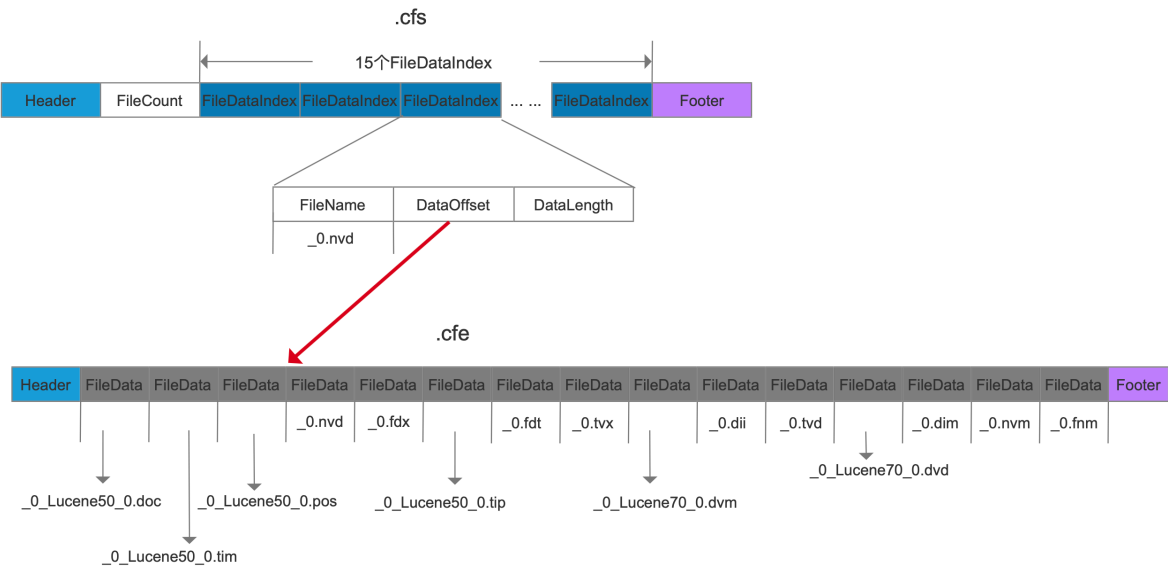 .cfs
15个FileDataIndex
Header FileCount FileDataIndex FileDataIndex FileDataIndex ... ... FileDataIndex Footer
FileName DataOffset DataLength
_0.nvd
.cfe
Header FileData FileData FileData FileData FileData FileData FileData FileData FileData FileData FileData FileData FileData FileData FileData Footer
_0.nvd _0.fdx _0.fdt _0.tvx _0.dii _0.tvd _0.dim _0.nvm _0.fnm
_0_Lucene70_0.dvd
_0_Lucene50_0.doc _0_Lucene50_0.pos _0_Lucene50_0.tip _0_Lucene70_0.dvm
_0_Lucene50_0.tim